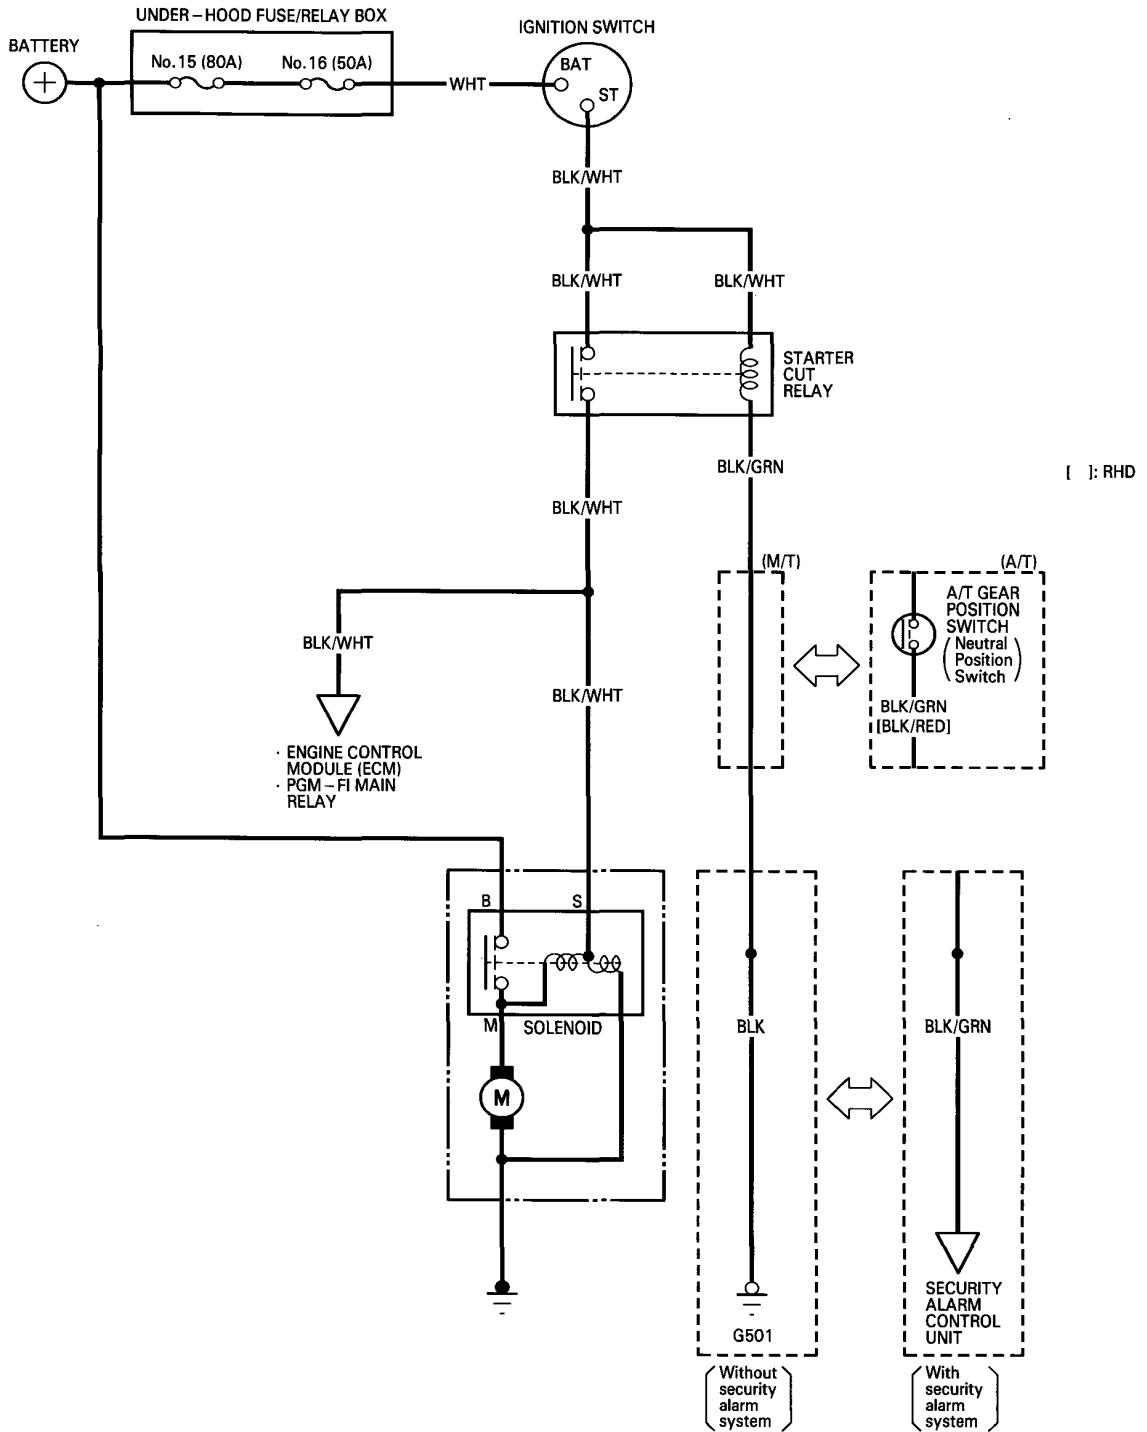 UNDER–HOOD FUSE/RELAY BOX
IGNITION SWITCH
BATTERY
No.15 (80A)
No.16 (50A)
BAT
WHT
ST
BLK/WHT
BLK/WHT
BLK/WHT
STARTER
CUT
RELAY
BLK/GRN
[ ]: RHD
BLK/WHT
(M/T)
(A/T)
A/T GEAR
POSITION
SWITCH
(Neutral
Position
Switch)
BLK/WHT
BLK/WHT
BLK/GRN
[BLK/RED]
· ENGINE CONTROL
MODULE (ECM)
· PGM–FI MAIN
RELAY
B
S
M
SOLENOID
BLK
BLK/GRN
M
SECURITY
ALARM
CONTROL
UNIT
G501
(Without
security
alarm
system)
(With
security
alarm
system)